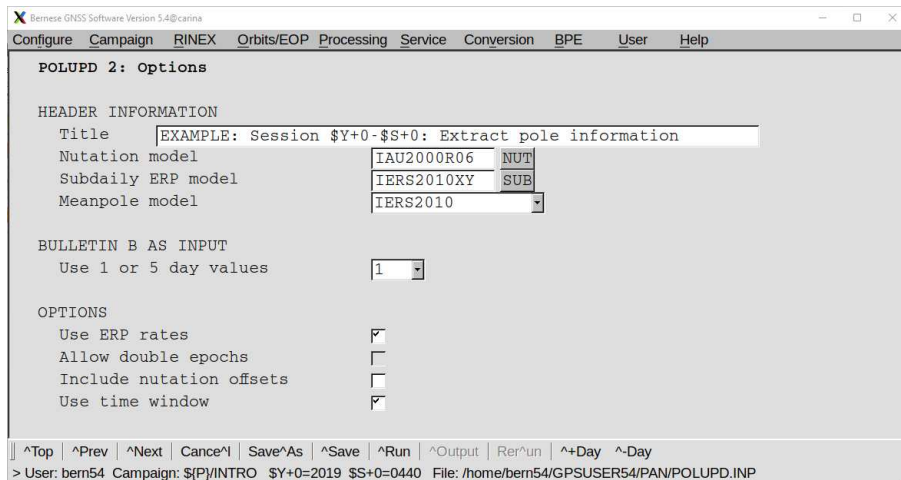 Bernese GNSS Software Version 5.4@carina
Configure Campaign RINEX Orbits/EOP Processing Service Conversion BPE User Help
POLUPD 2: Options
HEADER INFORMATION
Title EXAMPLE: Session $Y+0-$S+0: Extract pole information
Nutation model IAU2000R06 NUT
Subdaily ERP model IERS2010XY SUB
Meanpole model IERS2010
BULLETIN B AS INPUT
Use 1 or 5 day values 1
OPTIONS
Use ERP rates
Allow double epochs
Include nutation offsets
Use time window
^Top | ^Prev | ^Next | Cance^l | Save^As | ^Save | ^Run | ^Output | Rer^un | ^+Day ^-Day
> User: bern54 Campaign: ${P}/INTRO $Y+0=2019 $S+0=0440 File: /home/bern54/GPSUSER54/PAN/POLUPD.INP